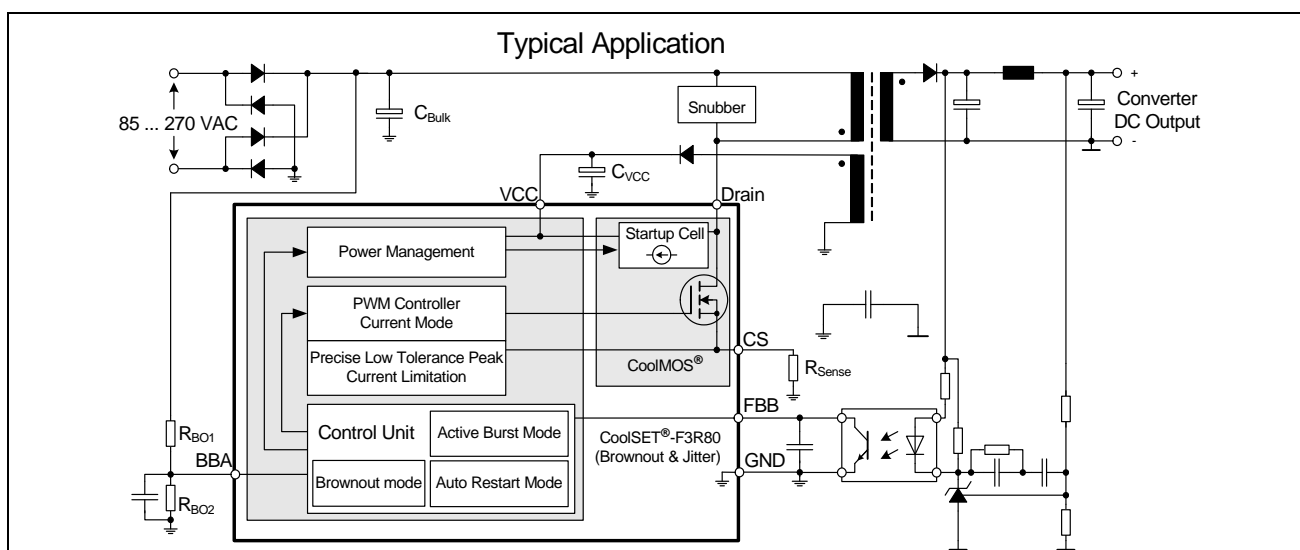 Typical Application
+
85 ... 270 VAC
CBulk
Snubber
Converter
DC Output
-
CVCC
VCC
Drain
Power Management
Startup Cell
PWM Controller
Current Mode
Precise Low Tolerance Peak
Current Limitation
CoolMOS®
CS
RSense
FBB
RBO1
Control Unit
Active Burst Mode
CoolSET®-F3R80
(Brownout & Jitter)
GND
BBA
Brownout mode
Auto Restart Mode
RBO2